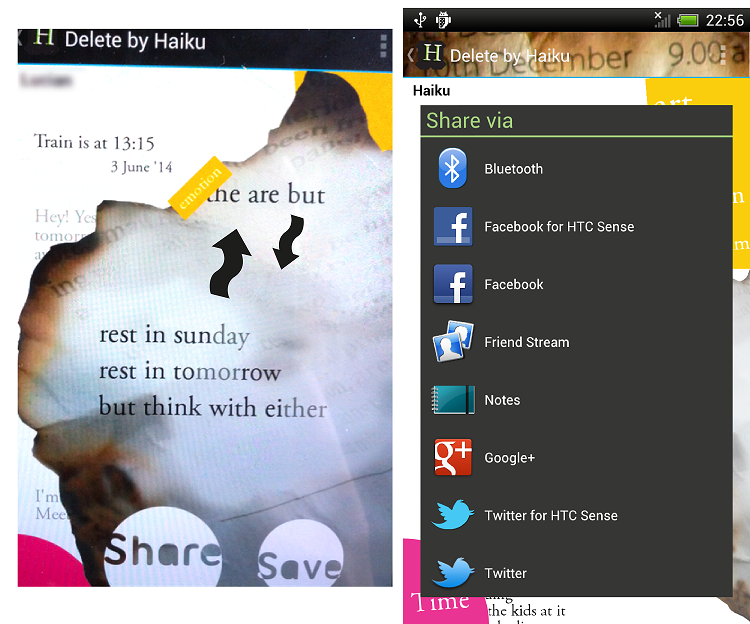 H Delete by Haiku
Train is at 13:15
3 June '14
emotion
the are but
Hey! Yes
tomor
rest in sunday
rest in tomorrow
but think with either
I'm
Mee
Share
Save
22:56
H Delete by Haiku
December 9.00 a
Haiku
Share via
Bluetooth
Facebook for HTC Sense
Facebook
Friend Stream
Notes
Google+
Twitter for HTC Sense
Twitter
Time
the kids at it